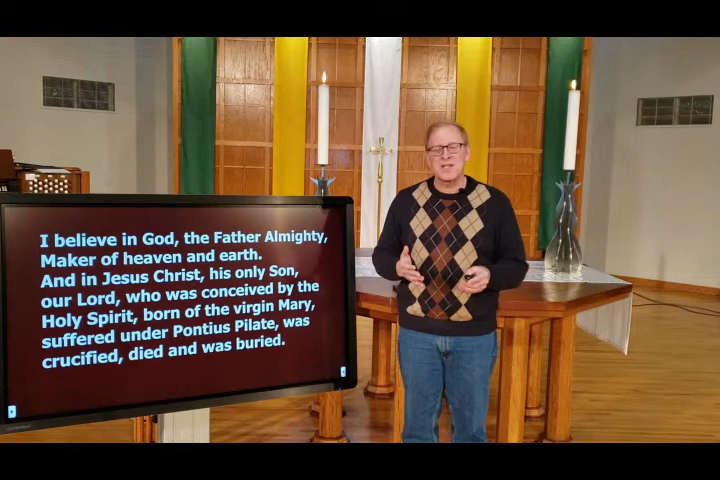 I believe in God, the Father Almighty,
Maker of heaven and earth.
And in Jesus Christ, his only Son,
our Lord, who was conceived by the
Holy Spirit, born of the virgin Mary,
suffered under Pontius Pilate, was
crucified, died and was buried.